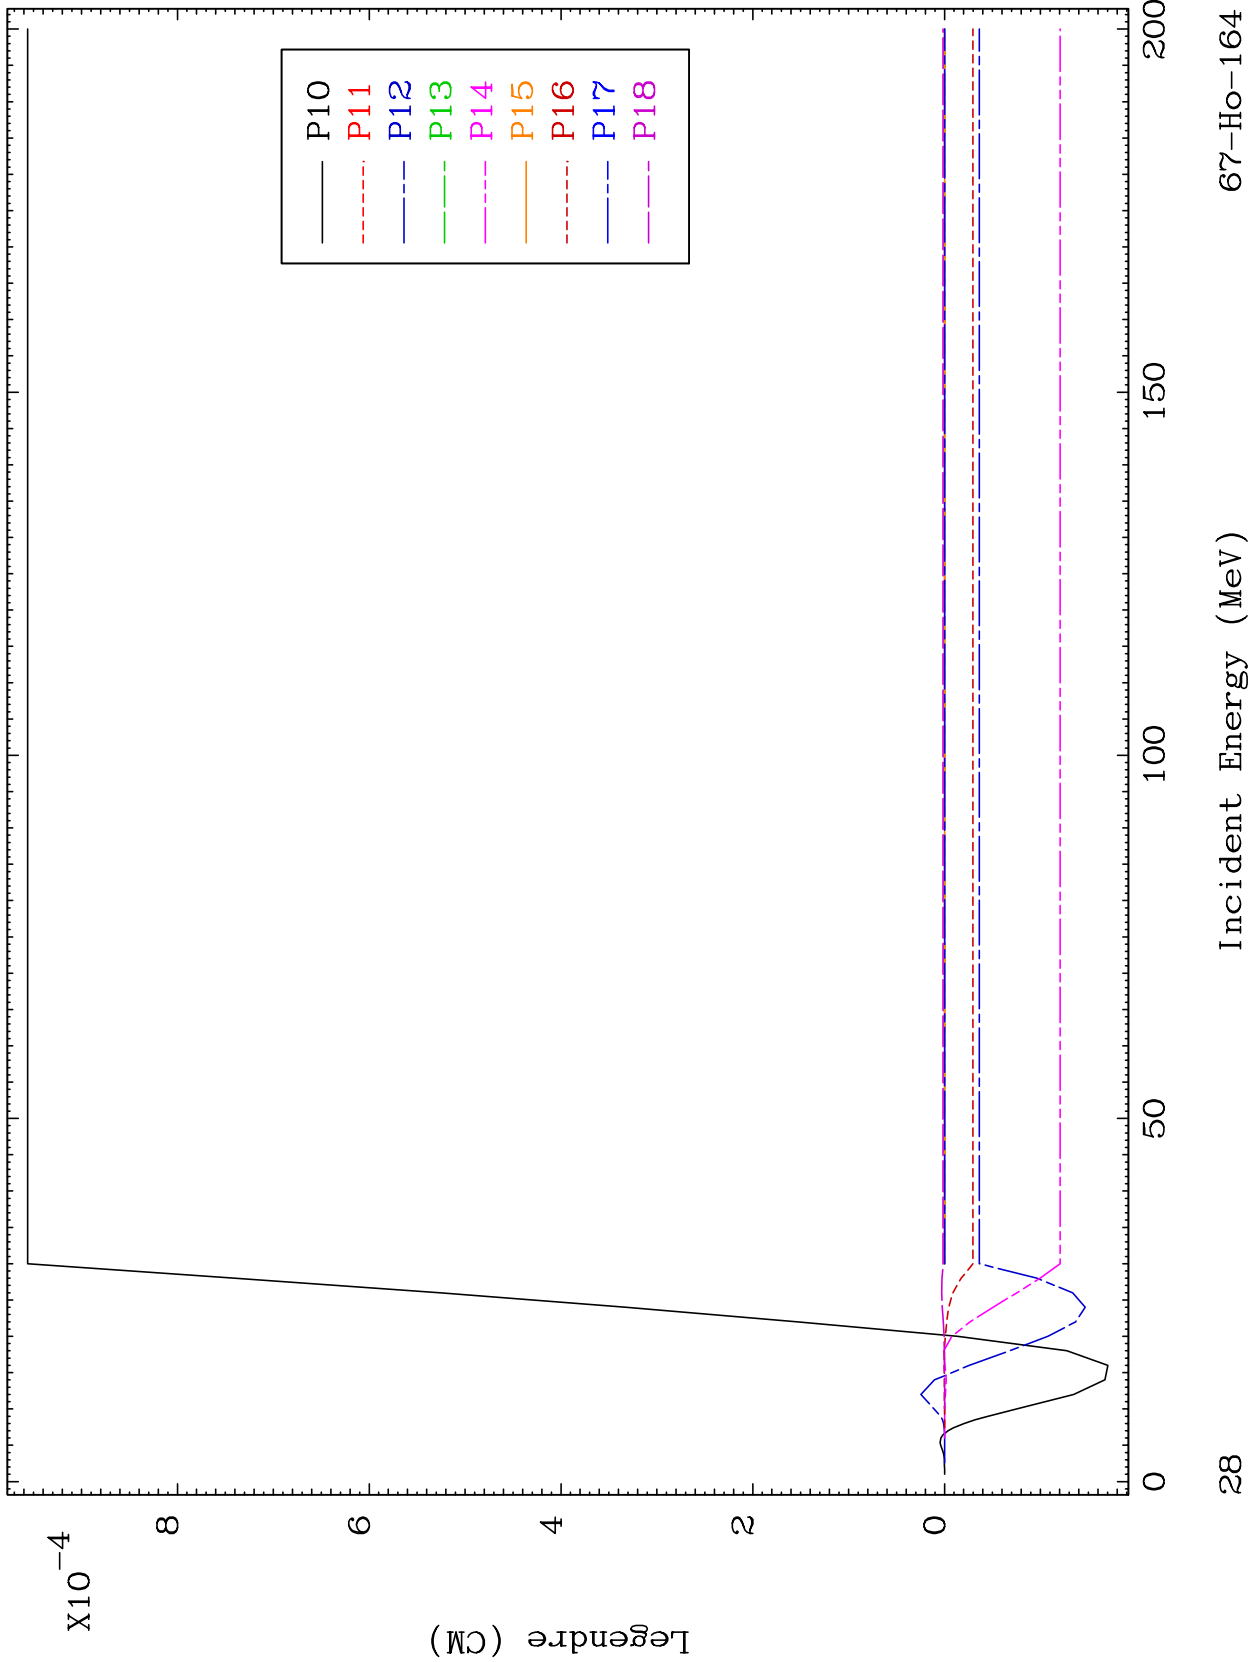 X10-4
8
6
4
2
0
Legendre (CM)
P10
P11
P12
P13
P14
P15
P16
P17
P18
0
50
100
150
200
Incident Energy (MeV)
28
67-Ho-164